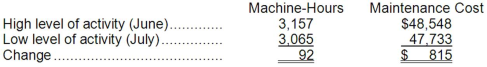 Machine-Hours Maintenance Cost
High level of activity (June)............. 3,157 $48,548
Low level of activity (July)............... 3,065 47,733
Change ........................................ 92 $ 815